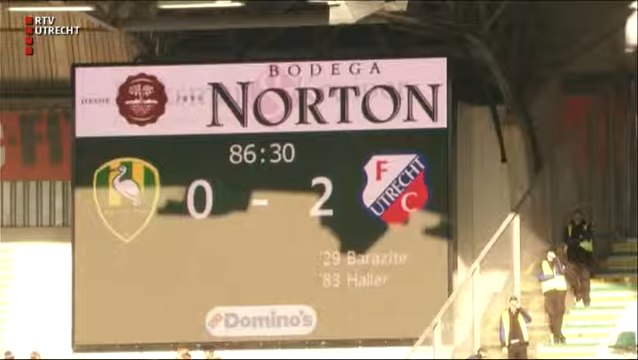 RTV
UTRECHT
BODEGA
NORTON
86:30
0 - 2
F
UTRECHT
C
'29 Barazite
'83 Haller
Domino's